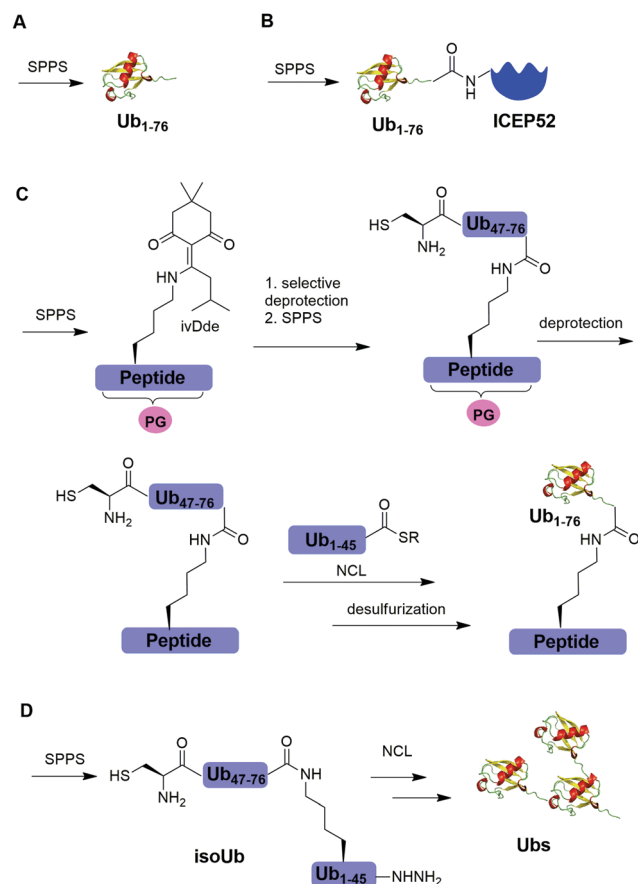 A
SPPS
Ub1-76
B
SPPS
Ub1-76
O
N
H
ICEP52
C
SPPS
O
O
HN
ivDde
Peptide
PG
1. selective
deprotection
2. SPPS
O
HS
Ub47-76
NH2
HN
O
Peptide
PG
deprotection
O
HS
Ub47-76
NH2
HN
O
Peptide
O
Ub1-45
SR
NCL
desulfurization
Ub1-76
HN
O
Peptide
D
SPPS
O
O
HS
Ub47-76
NH
NH2
isoUb
Ub1-45
NHNH2
NCL
Ubs